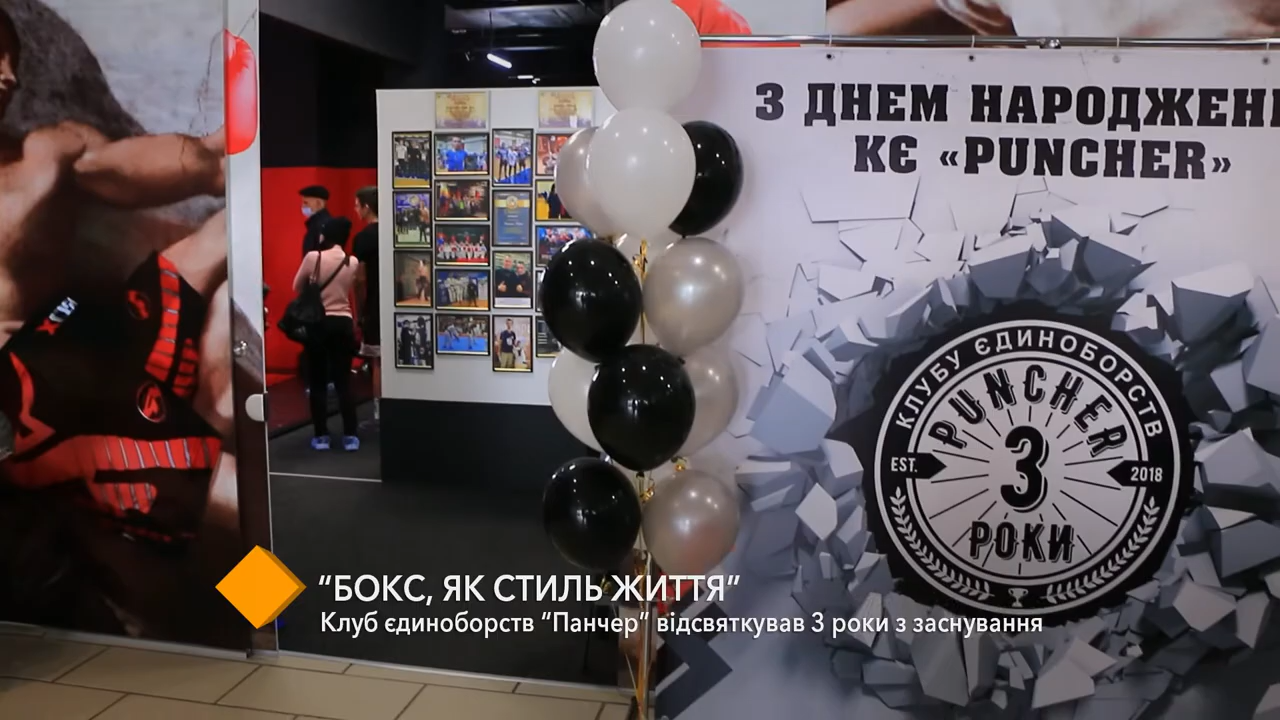 З ДНЕМ НАРОДЖЕН
КЄ «PUNCHER»
КЛУБУ ЄДИНОБОРСТВ
PUNCHER
EST.
3
2018
РОКИ
“БОКС, ЯК СТИЛЬ ЖИТТЯ”
Клуб єдиноборств “Панчер” відсвяткував 3 роки з заснування